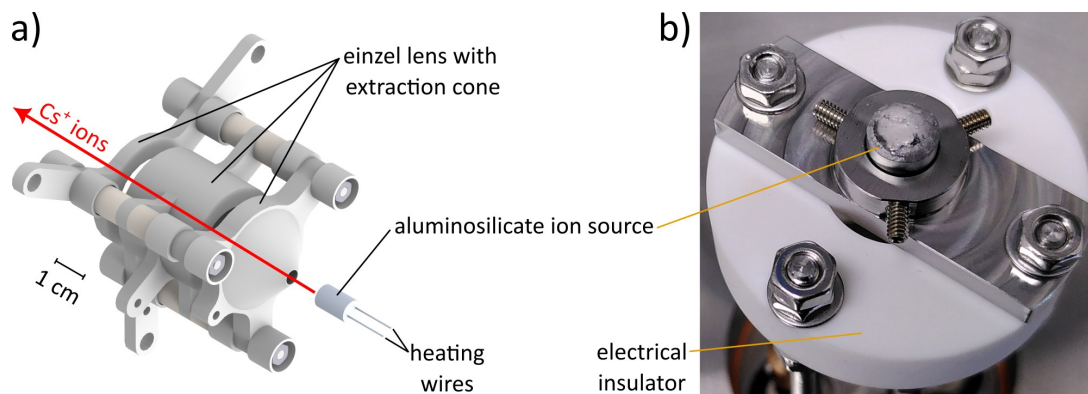 a)
einzel lens with
extraction cone
Cs⁺ ions
aluminosilicate ion source
1 cm
heating
wires
b)
electrical
insulator